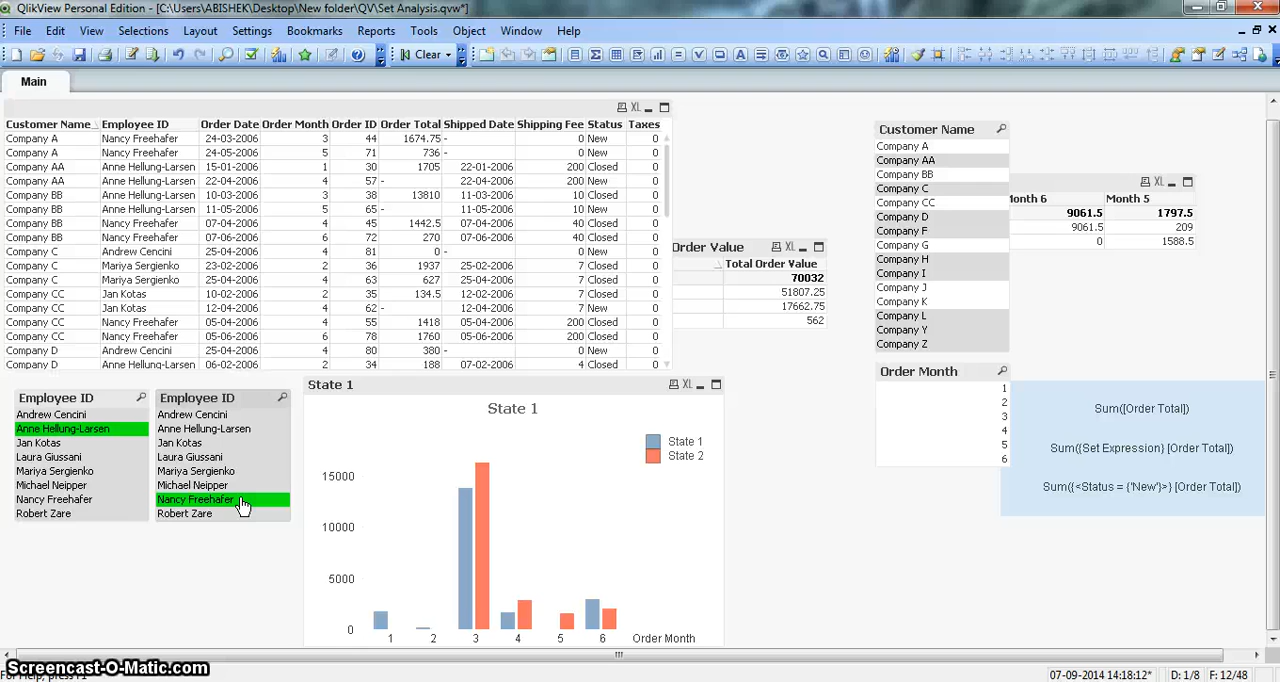 QlikView Personal Edition - [C:\Users\ABISHEK\Desktop\New folder\QV\Set Analysis.qvw*]
File Edit View Selections Layout Settings Bookmarks Reports Tools Object Window Help
Clear
Main
XL
Customer Name Employee ID Order Date Order Month Order ID Order Total Shipped Date Shipping Fee Status Taxes
Company A Nancy Freehafer 24-03-2006 3 44 1674.75 - 0 New 0
Company A Nancy Freehafer 24-05-2006 5 71 736 - 0 New 0
Company AA Anne Hellung-Larsen 15-01-2006 1 30 1705 22-01-2006 200 Closed 0
Company AA Anne Hellung-Larsen 22-04-2006 4 57 - 22-04-2006 200 Closed 0
Company BB Anne Hellung-Larsen 10-03-2006 3 38 13810 11-03-2006 10 Closed 0
Company BB Anne Hellung-Larsen 11-05-2006 5 65 - 11-05-2006 10 New 0
Company BB Nancy Freehafer 07-04-2006 4 45 1442.5 07-04-2006 40 Closed 0
Company BB Nancy Freehafer 07-06-2006 6 72 270 07-06-2006 40 Closed 0
Company C Andrew Cencini 25-04-2006 4 81 0 - 0 New 0
Company C Mariya Sergienko 23-02-2006 2 36 1937 25-02-2006 7 Closed 0
Company C Mariya Sergienko 25-04-2006 4 63 627 25-04-2006 7 Closed 0
Company CC Jan Kotas 10-02-2006 2 35 134.5 12-02-2006 7 Closed 0
Company CC Jan Kotas 12-04-2006 4 62 - 12-04-2006 7 New 0
Company CC Nancy Freehafer 05-04-2006 4 55 1418 05-04-2006 200 Closed 0
Company CC Nancy Freehafer 05-06-2006 6 78 1760 05-06-2006 200 Closed 0
Company D Andrew Cencini 25-04-2006 4 80 380 - 0 New 0
Company D Anne Hellung-Larsen 06-02-2006 2 34 188 07-02-2006 4 Closed 0
Order Value XL
Total Order Value
70032
51807.25
17662.75
562
Customer Name
Company A
Company AA
Company BB
Company C
Company CC
Company D
Company F
Company G
Company H
Company I
Company J
Company K
Company L
Company Y
Company Z
XL
Month 6 Month 5
9061.5 1797.5
9061.5 209
0 1588.5
Order Month
1
2
3
4
5
6
Sum([Order Total])
Sum({Set Expression} [Order Total])
Sum({<Status = {'New'}>} [Order Total])
Employee ID
Andrew Cencini
Anne Hellung-Larsen
Jan Kotas
Laura Giussani
Mariya Sergienko
Michael Neipper
Nancy Freehafer
Robert Zare
Employee ID
Andrew Cencini
Anne Hellung-Larsen
Jan Kotas
Laura Giussani
Mariya Sergienko
Michael Neipper
Nancy Freehafer
Robert Zare
State 1 XL
State 1
State 1
State 2
15000
10000
5000
0
1 2 3 4 5 6 Order Month
Screencast-O-Matic.com
For Help, press F1
07-09-2014 14:18:12* D: 1/8 F: 12/48